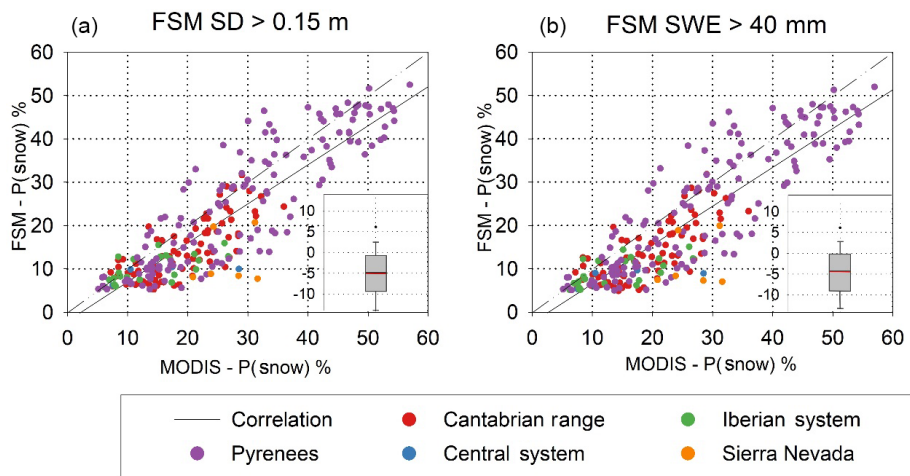 (a) FSM SD > 0.15 m
60
50
40
30
20
10
0
FSM - P(snow) %
0 10 20 30 40 50 60
MODIS - P(snow) %
10
5
0
-5
-10
(b) FSM SWE > 40 mm
60
50
40
30
20
10
0
FSM - P(snow) %
0 10 20 30 40 50 60
MODIS - P(snow) %
10
5
0
-5
-10
Correlation Cantabrian range Iberian system
Pyrenees Central system Sierra Nevada